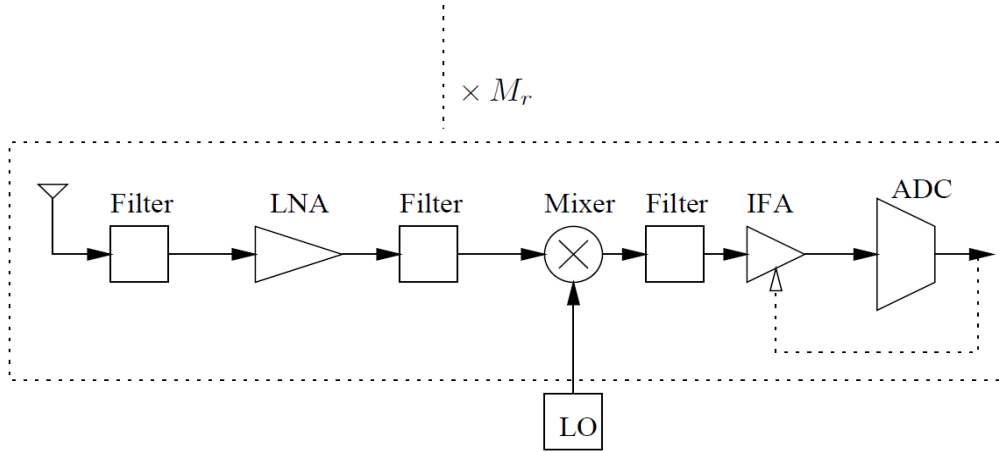 × M_r
Filter
LNA
Filter
Mixer
Filter
IFA
ADC
LO